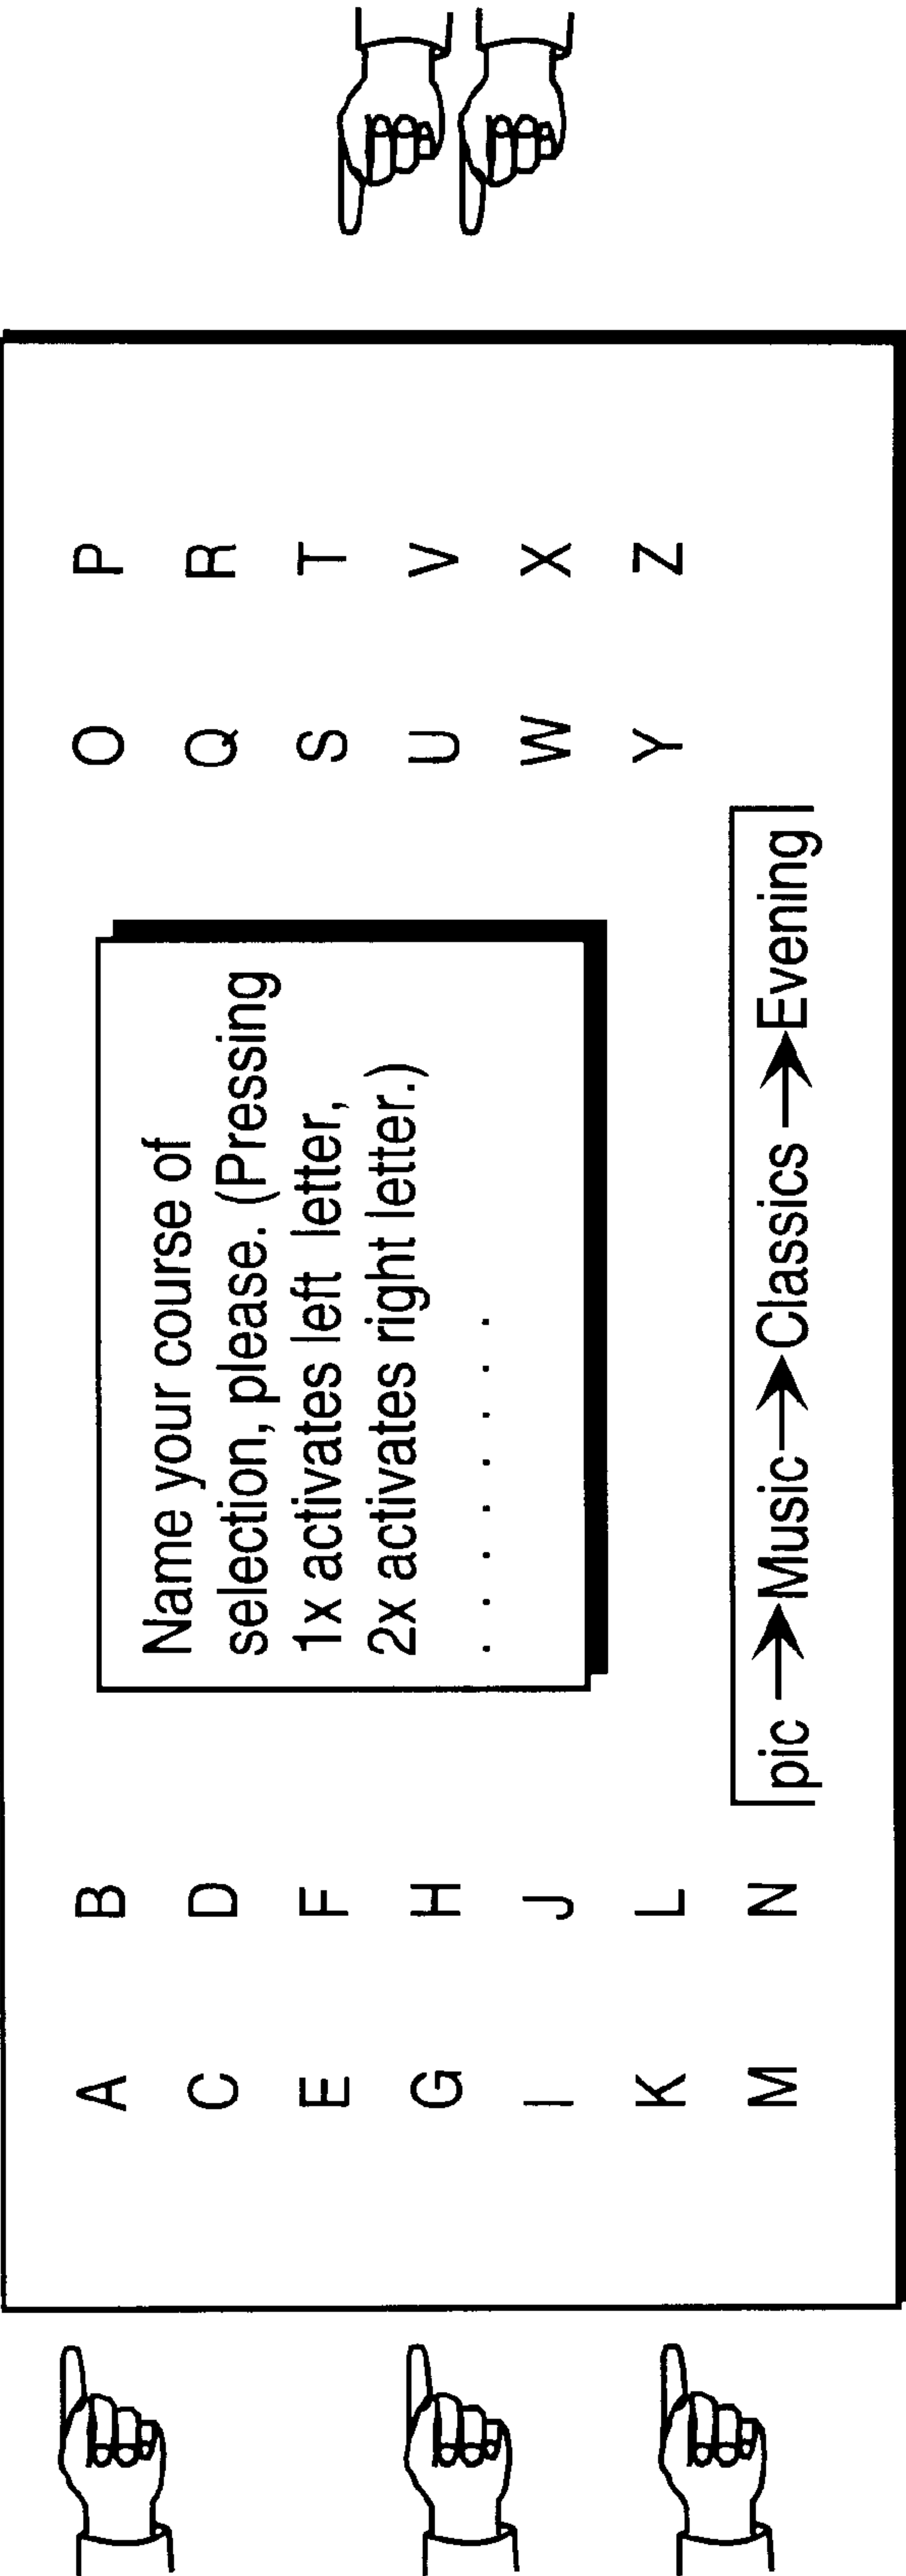 A B
C D
E F
G H
I J
K L
M N
Name your course of
selection, please. (Pressing
1x activates left letter,
2x activates right letter.)
. . . . . . . .
O P
Q R
S T
U V
W X
Y Z
pic → Music → Classics → Evening